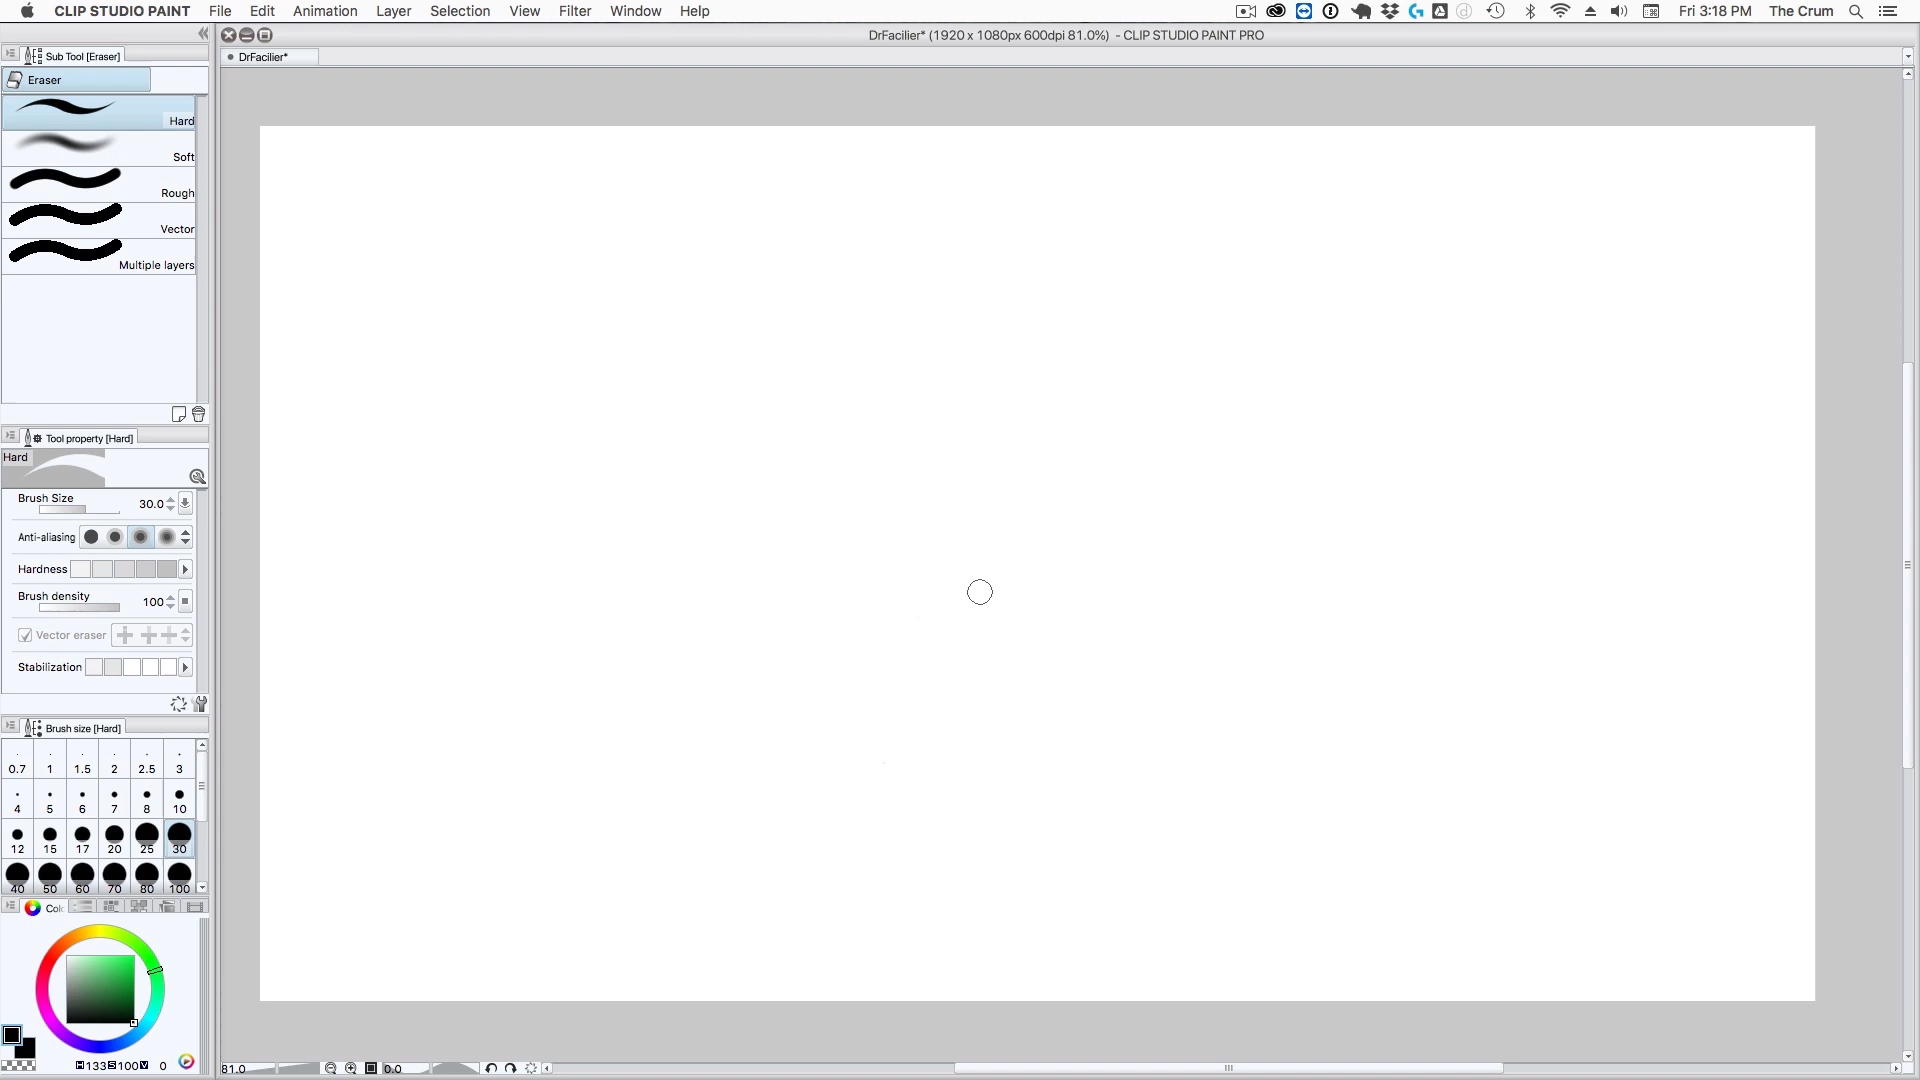 CLIP STUDIO PAINT File Edit Animation Layer Selection View Filter Window Help Fri 3:18 PM The Crum
DrFacilier* (1920 x 1080px 600dpi 81.0%) - CLIP STUDIO PAINT PRO
DrFacilier*
Sub Tool [Eraser]
Eraser
Hard
Soft
Rough
Vector
Multiple layers
Tool property [Hard]
Hard
Brush Size 30.0
Anti-aliasing
Hardness
Brush density 100
Vector eraser
Stabilization
Brush size [Hard]
0.7 1 1.5 2 2.5 3
4 5 6 7 8 10
12 15 17 20 25 30
40 50 60 70 80 100
Colo
H 133 S 100 V 0
81.0 0.0